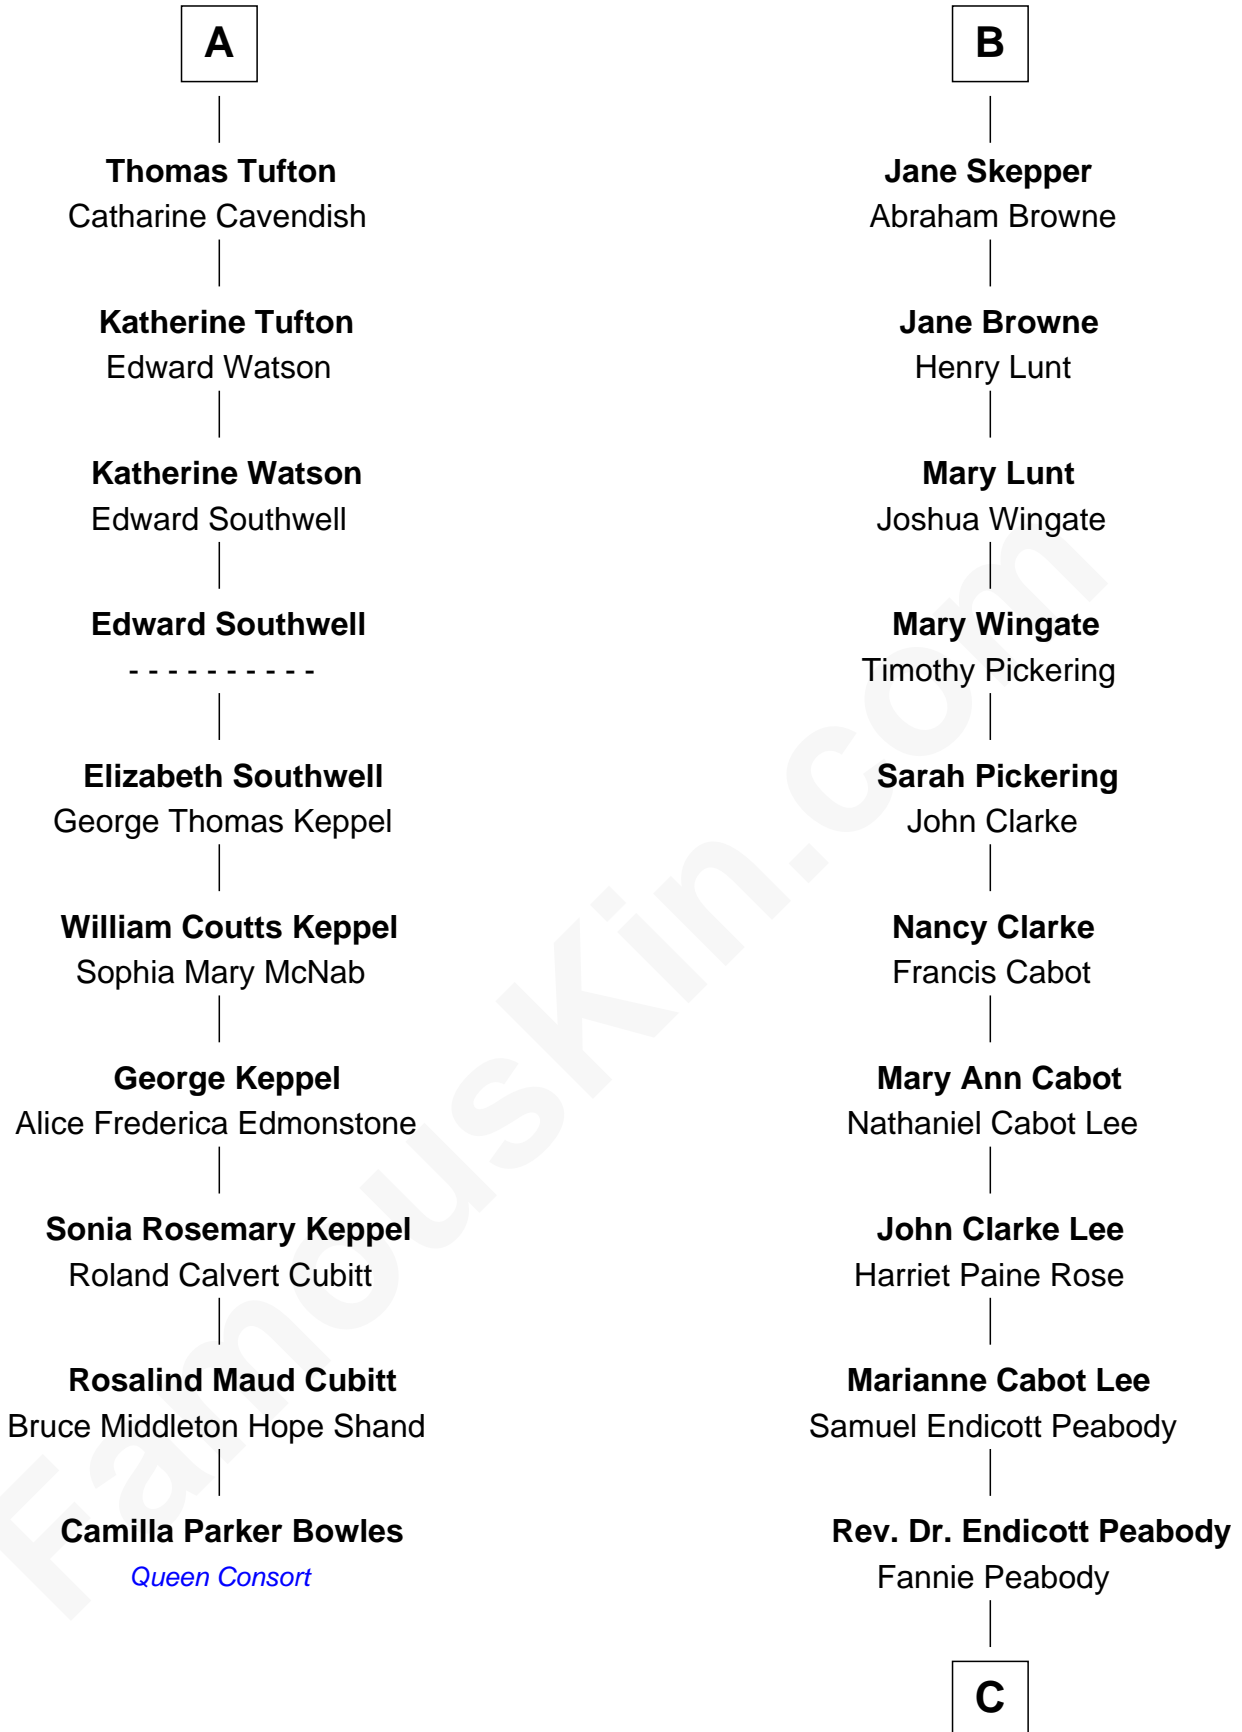 A
Thomas Tufton
Catharine Cavendish
Katherine Tufton
Edward Watson
Katherine Watson
Edward Southwell
Edward Southwell
- - - - - - - - - -
Elizabeth Southwell
George Thomas Keppel
William Coutts Keppel
Sophia Mary McNab
George Keppel
Alice Frederica Edmonstone
Sonia Rosemary Keppel
Roland Calvert Cubitt
Rosalind Maud Cubitt
Bruce Middleton Hope Shand
Camilla Parker Bowles
Queen Consort
B
Jane Skepper
Abraham Browne
Jane Browne
Henry Lunt
Mary Lunt
Joshua Wingate
Mary Wingate
Timothy Pickering
Sarah Pickering
John Clarke
Nancy Clarke
Francis Cabot
Mary Ann Cabot
Nathaniel Cabot Lee
John Clarke Lee
Harriet Paine Rose
Marianne Cabot Lee
Samuel Endicott Peabody
Rev. Dr. Endicott Peabody
Fannie Peabody
C
FamousKin.com